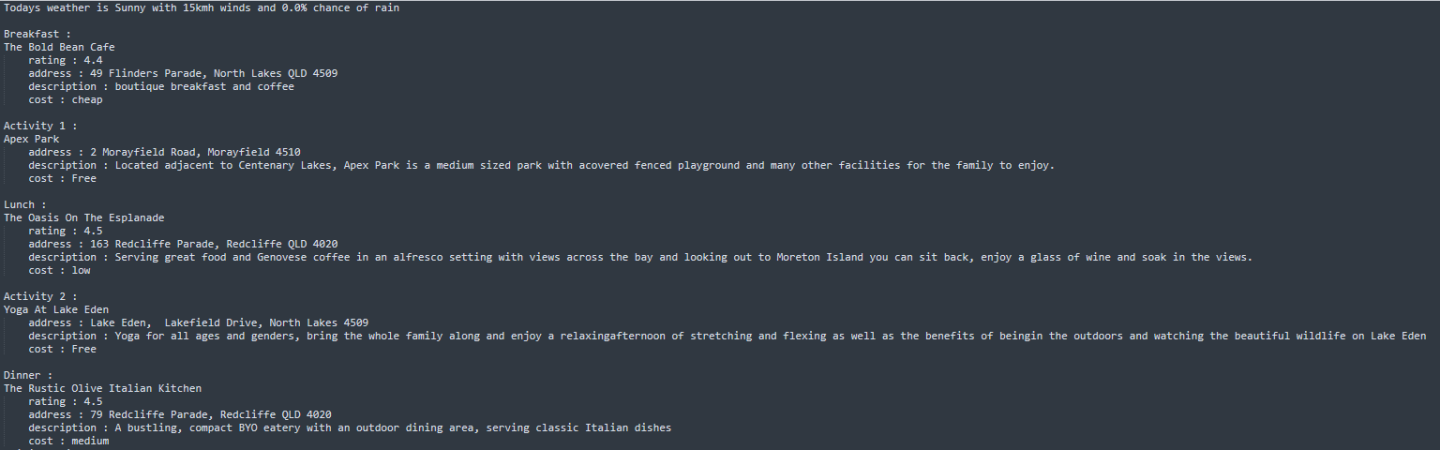 Todays weather is Sunny with 15kmh winds and 0.0% chance of rain
Breakfast :
The Bold Bean Cafe
rating : 4.4
address : 49 Flinders Parade, North Lakes QLD 4509
description : boutique breakfast and coffee
cost : cheap
Activity 1 :
Apex Park
address : 2 Morayfield Road, Morayfield 4510
description : Located adjacent to Centenary Lakes, Apex Park is a medium sized park with acovered fenced playground and many other facilities for the family to enjoy.
cost : Free
Lunch :
The Oasis On The Esplanade
rating : 4.5
address : 163 Redcliffe Parade, Redcliffe QLD 4020
description : Serving great food and Genovese coffee in an alfresco setting with views across the bay and looking out to Moreton Island you can sit back, enjoy a glass of wine and soak in the views.
cost : low
Activity 2 :
Yoga At Lake Eden
address : Lake Eden,  Lakefield Drive, North Lakes 4509
description : Yoga for all ages and genders, bring the whole family along and enjoy a relaxingafternoon of stretching and flexing as well as the benefits of beingin the outdoors and watching the beautiful wildlife on Lake Eden
cost : Free
Dinner :
The Rustic Olive Italian Kitchen
rating : 4.5
address : 79 Redcliffe Parade, Redcliffe QLD 4020
description : A bustling, compact BYO eatery with an outdoor dining area, serving classic Italian dishes
cost : medium